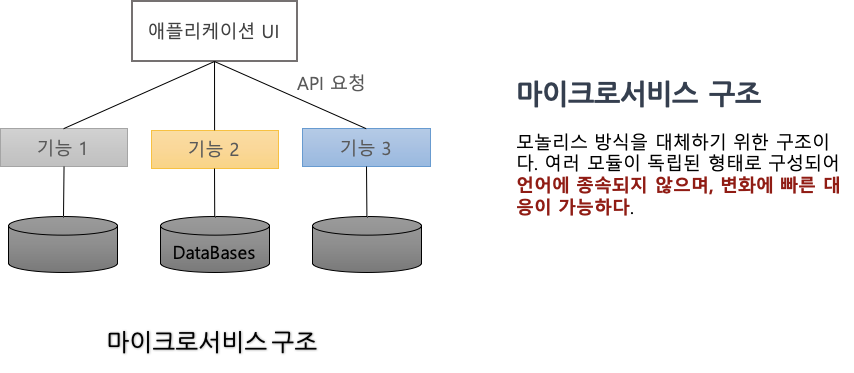 애플리케이션 UI
API 요청
기능 1
기능 2
기능 3
DataBases
마이크로서비스 구조
마이크로서비스 구조
모놀리스 방식을 대체하기 위한 구조이
다. 여러 모듈이 독립된 형태로 구성되어
언어에 종속되지 않으며, 변화에 빠른 대
응이 가능하다.